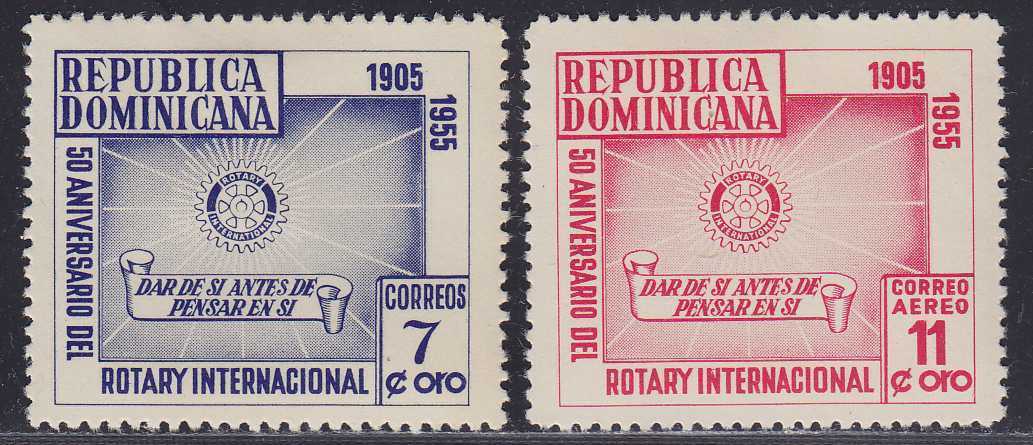 REPUBLICA
DOMINICANA
1905
1955
50 ANIVERSARIO DEL
ROTARY
INTERNATIONAL
DAR DE SI ANTES DE
PENSAR EN SI
CORREOS
7
¢ oro
ROTARY INTERNACIONAL
REPUBLICA
DOMINICANA
1905
1955
50 ANIVERSARIO DEL
ROTARY
INTERNATIONAL
DAR DE SI ANTES DE
PENSAR EN SI
CORREO
AEREO
11
¢ oro
ROTARY INTERNACIONAL